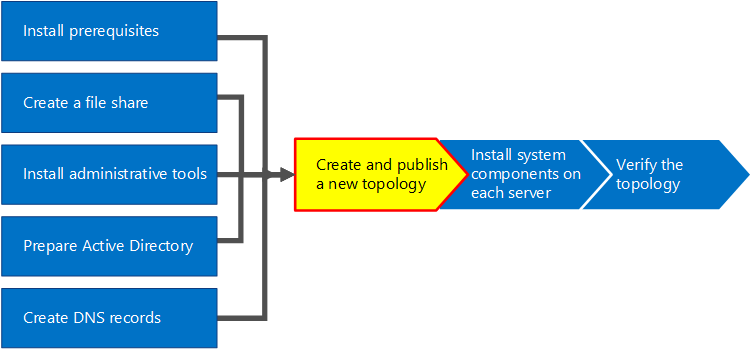 Install prerequisites
Create a file share
Install administrative tools
Prepare Active Directory
Create DNS records
Create and publish
a new topology
Install system
components on
each server
Verify the
topology